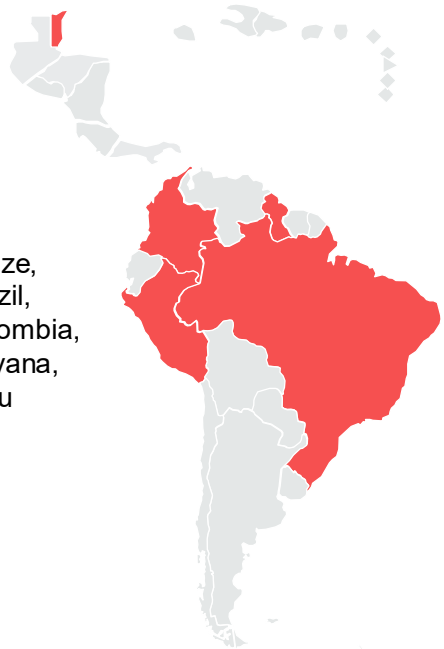 ze,
zil,
ombia,
yana,
u